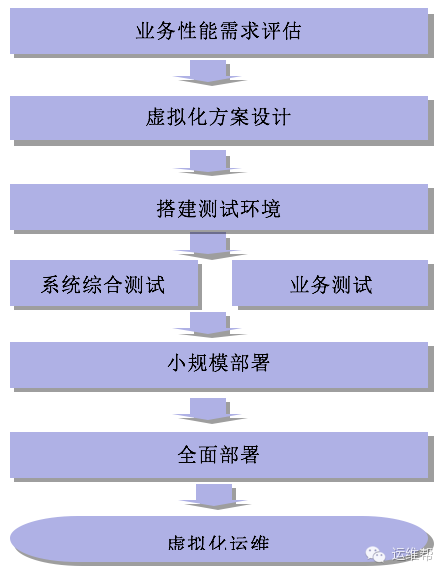 业务性能需求评估
虚拟化方案设计
搭建测试环境
系统综合测试
业务测试
小规模部署
全面部署
虚拟化运维
运维帮